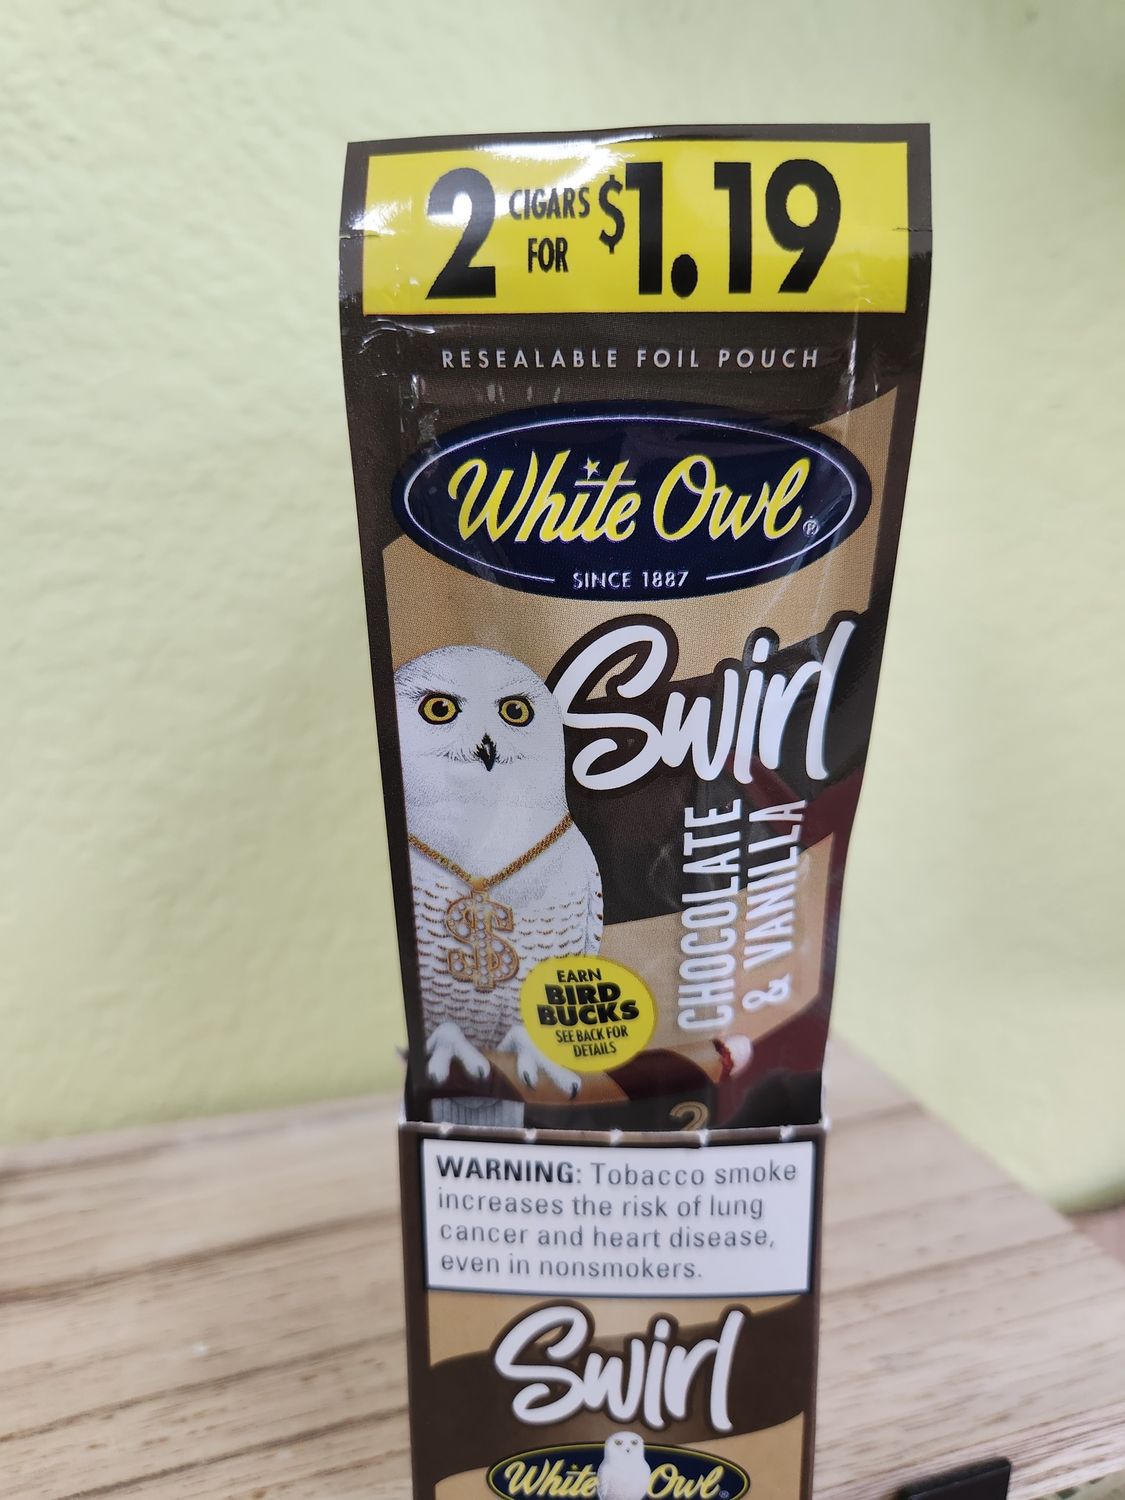 2 CIGARS FOR $1.19
RESEALABLE FOIL POUCH
White Owl®
SINCE 1887
Swirl
CHOCOLATE
& VANILLA
EARN
BIRD
BUCKS
SEE BACK FOR
DETAILS
2
WARNING: Tobacco smoke
increases the risk of lung
cancer and heart disease,
even in nonsmokers.
Swirl
White Owl®